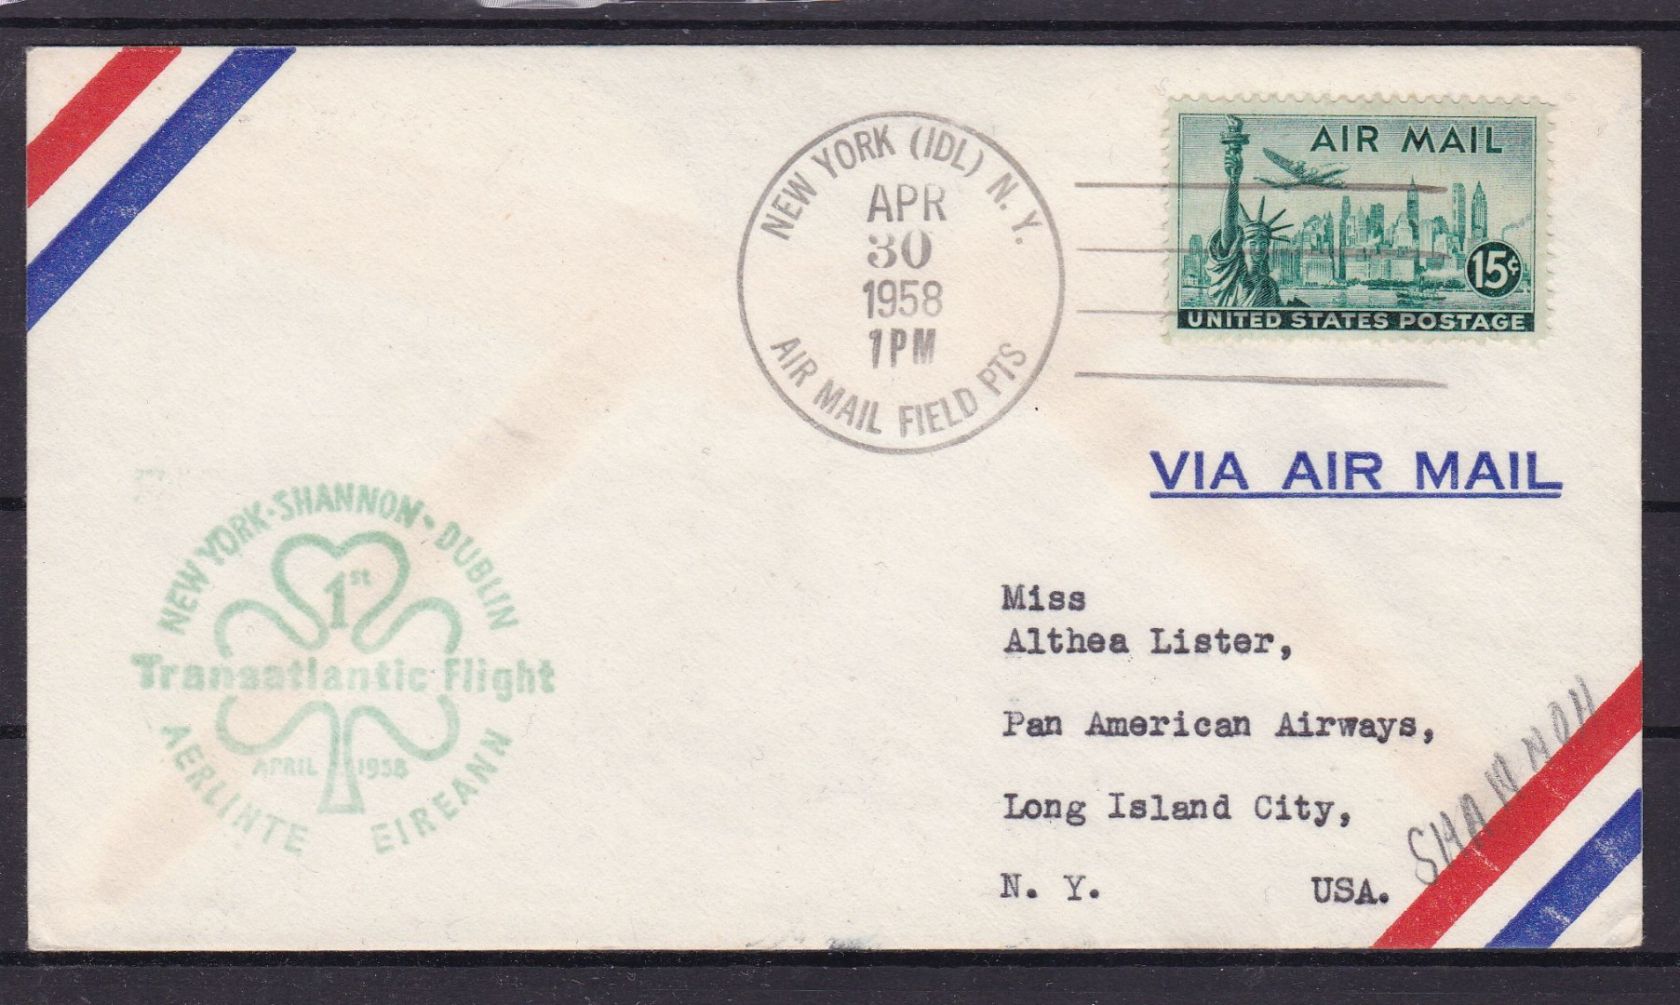 NEW YORK (IDL) N. Y.
APR
30
1958
1 PM
AIR MAIL FIELD PTS
AIR MAIL
15¢
UNITED STATES POSTAGE
VIA AIR MAIL
NEW YORK-SHANNON-DUBLIN
1st
Transatlantic Flight
APRIL 1958
AERLINTE EIREANN
Miss
Althea Lister,
Pan American Airways,
Long Island City,
N. Y. USA.
SHANNON